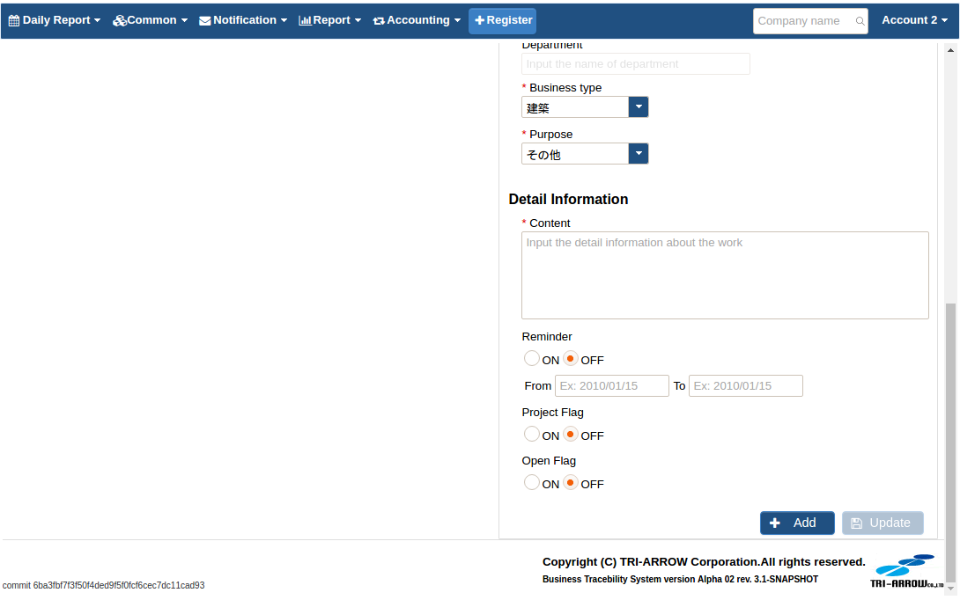 Daily Report Common Notification Report Accounting Register Company name Account 2
Department
Input the name of department
* Business type
建築
* Purpose
その他
Detail Information
* Content
Input the detail information about the work
Reminder
ON OFF
From Ex: 2010/01/15 To Ex: 2010/01/15
Project Flag
ON OFF
Open Flag
ON OFF
Add Update
Copyright (C) TRI-ARROW Corporation.All rights reserved.
Business Tracebility System version Alpha 02 rev. 3.1-SNAPSHOT
TRI-ARROW CO.,LTD
commit 6ba3fbf7f3f50f4ded9f5f0fcf6cec7dc11cad93